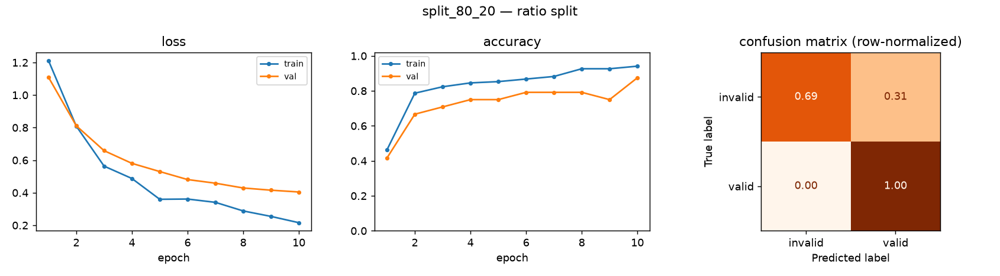 split_80_20 — ratio split
loss
1.2
1.0
0.8
0.6
0.4
0.2
2 4 6 8 10
epoch
train
val
accuracy
1.0
0.8
0.6
0.4
0.2
0.0
2 4 6 8 10
epoch
train
val
confusion matrix (row-normalized)
True label
invalid 0.69 0.31
valid 0.00 1.00
invalid valid
Predicted label